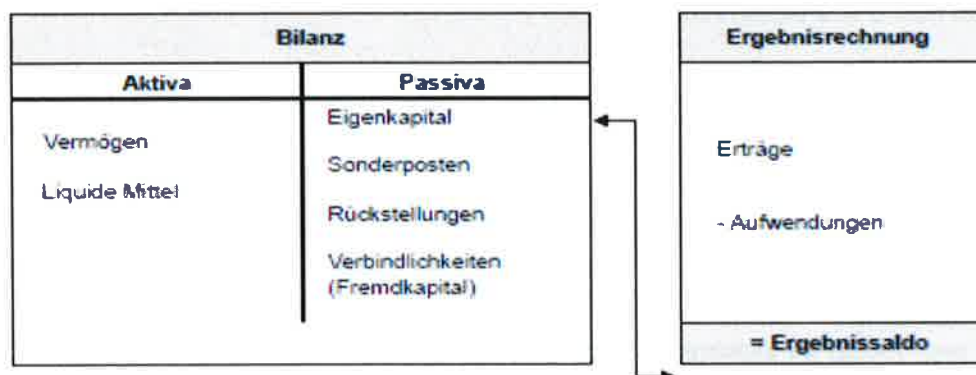 Bilanz
Aktiva
Passiva
Vermögen
Liquide Mittel
Eigenkapital
Sonderposten
Rückstellungen
Verbindlichkeiten
(Fremdkapital)
Ergebnisrechnung
Erträge
- Aufwendungen
= Ergebnissaldo